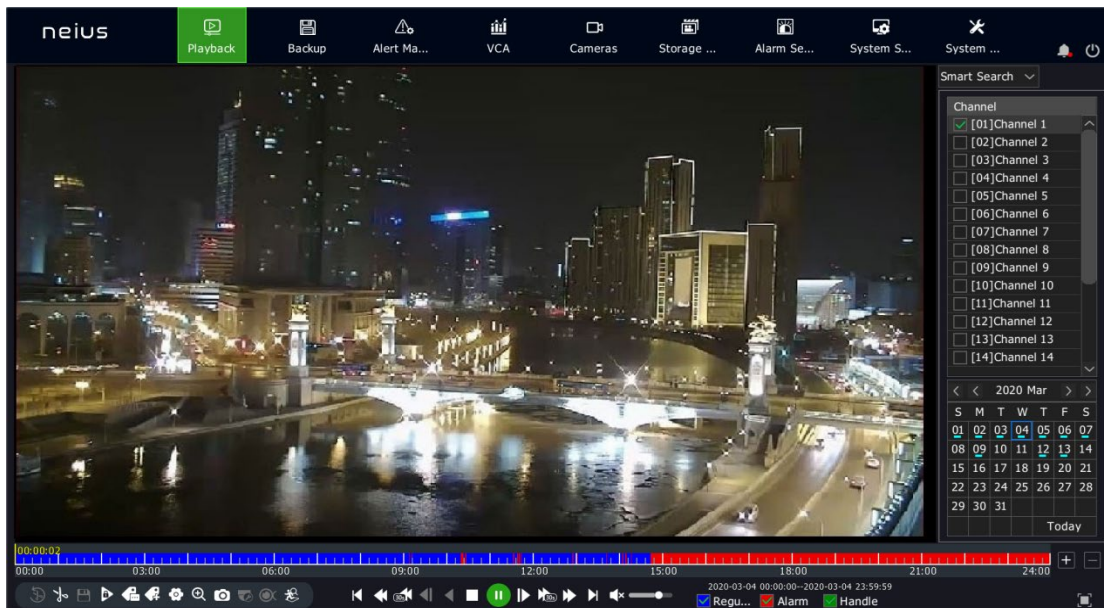 neius
Playback Backup Alert Ma... VCA Cameras Storage ... Alarm Se... System S... System ...
Smart Search
Channel
[01]Channel 1
[02]Channel 2
[03]Channel 3
[04]Channel 4
[05]Channel 5
[06]Channel 6
[07]Channel 7
[08]Channel 8
[09]Channel 9
[10]Channel 10
[11]Channel 11
[12]Channel 12
[13]Channel 13
[14]Channel 14
2020 Mar
S M T W T F S
01 02 03 04 05 06 07
08 09 10 11 12 13 14
15 16 17 18 19 20 21
22 23 24 25 26 27 28
29 30 31
Today
00:00:02
00:00 03:00 06:00 09:00 12:00 15:00 18:00 21:00 24:00
30s 30s
2020-03-04 00:00:00--2020-03-04 23:59:59
Regu... Alarm Handle